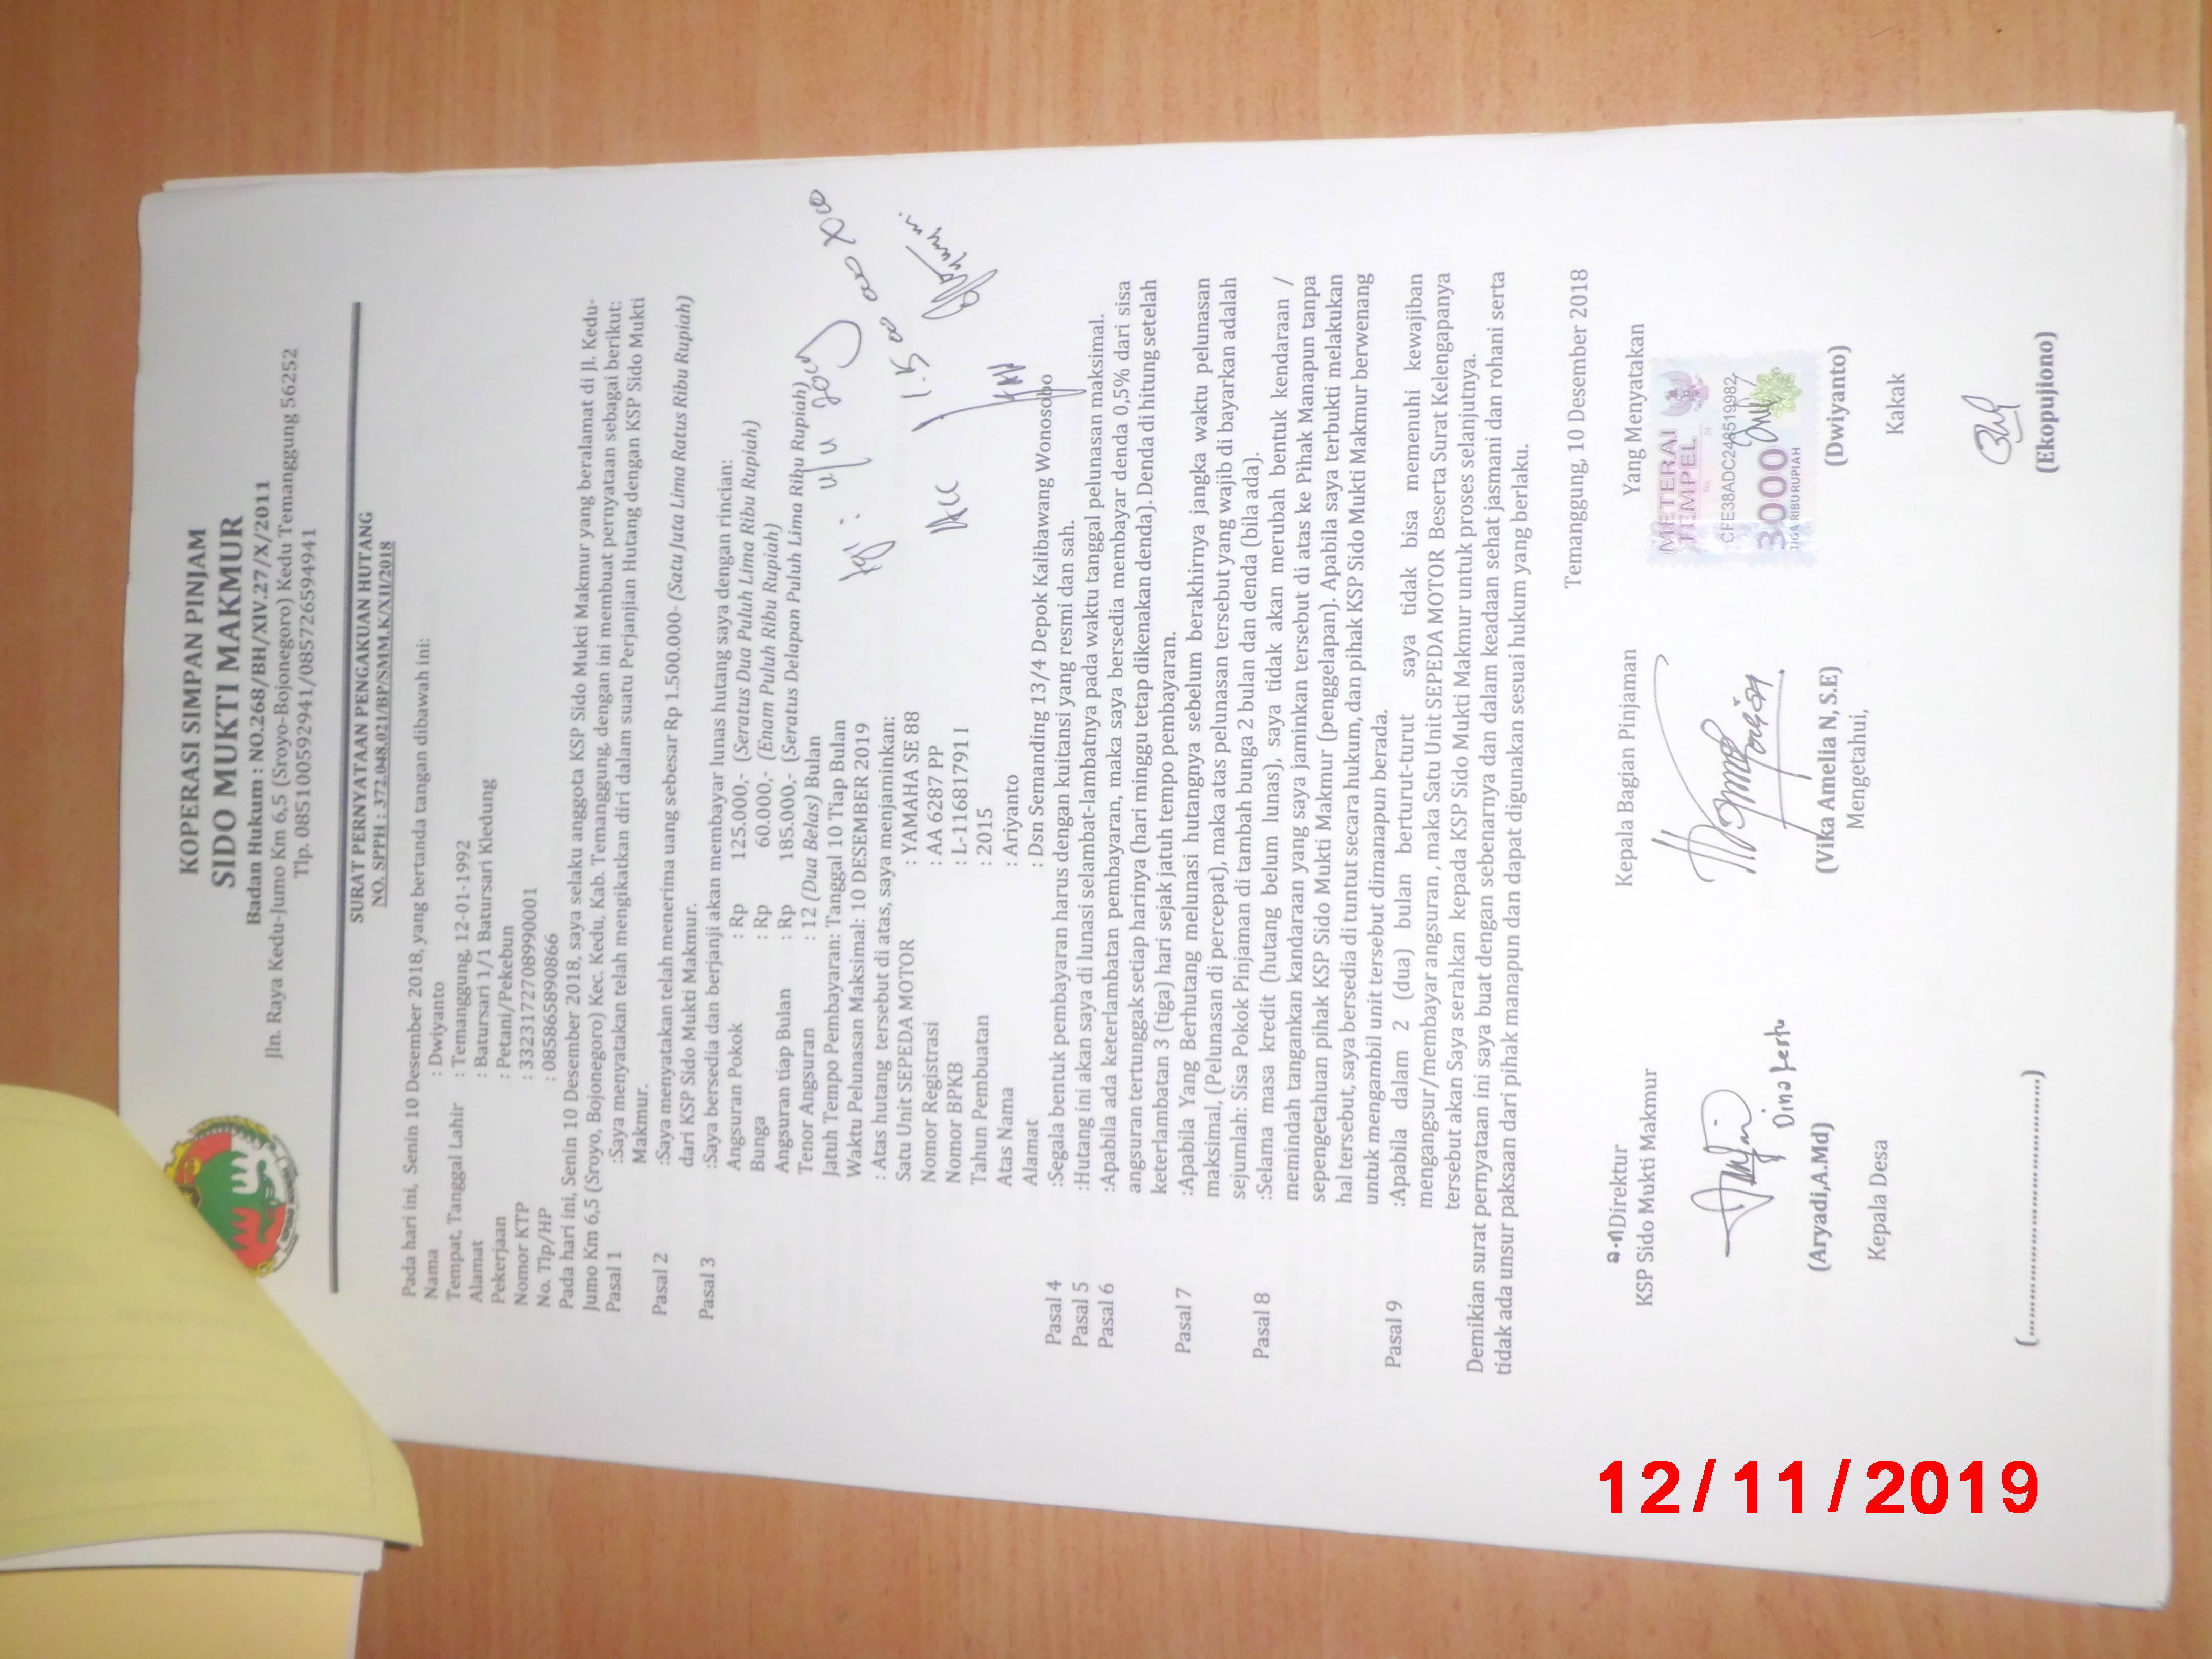 KOPERASI SIMPAN PINJAM
SIDO MUKTI MAKMUR
Badan Hukum : NO.268/BH/XIV.27/X/2011
Jln. Raya Kedu-Jumo Km 6,5 (Sroyo-Bojonegoro) Kedu Temanggung 56252
Tlp. 085100592941/085726594941
SURAT PERNYATAAN PENGAKUAN HUTANG
NO. SPPH : 372.048.021/BP/SMM.K/XII/2018
Pada hari ini, Senin 10 Desember 2018, yang bertanda tangan dibawah ini:
Nama : Dwiyanto
Tempat, Tanggal Lahir : Temanggung, 12-01-1992
Alamat : Batursari 1/1 Batursari Kledung
Pekerjaan : Petani/Pekebun
Nomor KTP : 3323172708990001
No. Tlp/HP : 085865890866
Pada hari ini, Senin 10 Desember 2018, saya selaku anggota KSP Sido Mukti Makmur yang beralamat di Jl. Kedu-
Jumo Km 6,5 (Sroyo, Bojonegoro) Kec. Kedu, Kab. Temanggung, dengan ini membuat pernyataan sebagai berikut:
Pasal 1 :Saya menyatakan telah mengikatkan diri dalam suatu Perjanjian Hutang dengan KSP Sido Mukti
Makmur.
Pasal 2 :Saya menyatakan telah menerima uang sebesar Rp 1.500.000- (Satu Juta Lima Ratus Ribu Rupiah)
dari KSP Sido Mukti Makmur.
Pasal 3 :Saya bersedia dan berjanji akan membayar lunas hutang saya dengan rincian:
Angsuran Pokok : Rp 125.000,- (Seratus Dua Puluh Lima Ribu Rupiah)
Bunga : Rp 60.000,- (Enam Puluh Ribu Rupiah)
Angsuran tiap Bulan : Rp 185.000,- (Seratus Delapan Puluh Lima Ribu Rupiah)
Tenor Angsuran : 12 (Dua Belas) Bulan
Jatuh Tempo Pembayaran: Tanggal 10 Tiap Bulan
Waktu Pelunasan Maksimal: 10 DESEMBER 2019
: Atas hutang tersebut di atas, saya menjaminkan:
Satu Unit SEPEDA MOTOR : YAMAHA SE 88
Nomor Registrasi : AA 6287 PP
Nomor BPKB : L-11681791 I
Tahun Pembuatan : 2015
Atas Nama : Ariyanto
Alamat : Dsn Semanding 13/4 Depok Kalibawang Wonosobo
Acc 1.5
Pasal 4 :Segala bentuk pembayaran harus dengan kuitansi yang resmi dan sah.
Pasal 5 :Hutang ini akan saya di lunasi selambat-lambatnya pada waktu tanggal pelunasan maksimal.
Pasal 6 :Apabila ada keterlambatan pembayaran, maka saya bersedia membayar denda 0,5% dari sisa
angsuran tertunggak setiap harinya (hari minggu tetap dikenakan denda). Denda di hitung setelah
keterlambatan 3 (tiga) hari sejak jatuh tempo pembayaran.
Pasal 7 :Apabila Yang Berhutang melunasi hutangnya sebelum berakhirnya jangka waktu pelunasan
maksimal, (Pelunasan di percepat), maka atas pelunasan tersebut yang wajib di bayarkan adalah
sejumlah: Sisa Pokok Pinjaman di tambah bunga 2 bulan dan denda (bila ada).
Pasal 8 :Selama masa kredit (hutang belum lunas), saya tidak akan merubah bentuk kendaraan /
memindah tangankan kandaraan yang saya jaminkan tersebut di atas ke Pihak Manapun tanpa
sepengetahuan pihak KSP Sido Mukti Makmur (penggelapan). Apabila saya terbukti melakukan
hal tersebut, saya bersedia di tuntut secara hukum, dan pihak KSP Sido Mukti Makmur berwenang
untuk mengambil unit tersebut dimanapun berada.
Pasal 9 :Apabila dalam 2 (dua) bulan berturut-turut saya tidak bisa memenuhi kewajiban
mengangsur/membayar angsuran , maka Satu Unit SEPEDA MOTOR Beserta Surat Kelengapanya
tersebut akan Saya serahkan kepada KSP Sido Mukti Makmur untuk proses selanjutnya.
Demikian surat pernyataan ini saya buat dengan sebenarnya dan dalam keadaan sehat jasmani dan rohani serta
tidak ada unsur paksaan dari pihak manapun dan dapat digunakan sesuai hukum yang berlaku.
Temanggung, 10 Desember 2018
a.n Direktur Kepala Bagian Pinjaman Yang Menyatakan
KSP Sido Mukti Makmur
METERAI
TEMPEL
CFE38ADC248519982
3000
TIGA RIBU RUPIAH
(Aryadi,A.Md) (Vika Amelia N, S.E) (Dwiyanto)
Mengetahui,
Kepala Desa Kakak
(..........................................) (Ekopujiono)
12/11/2019